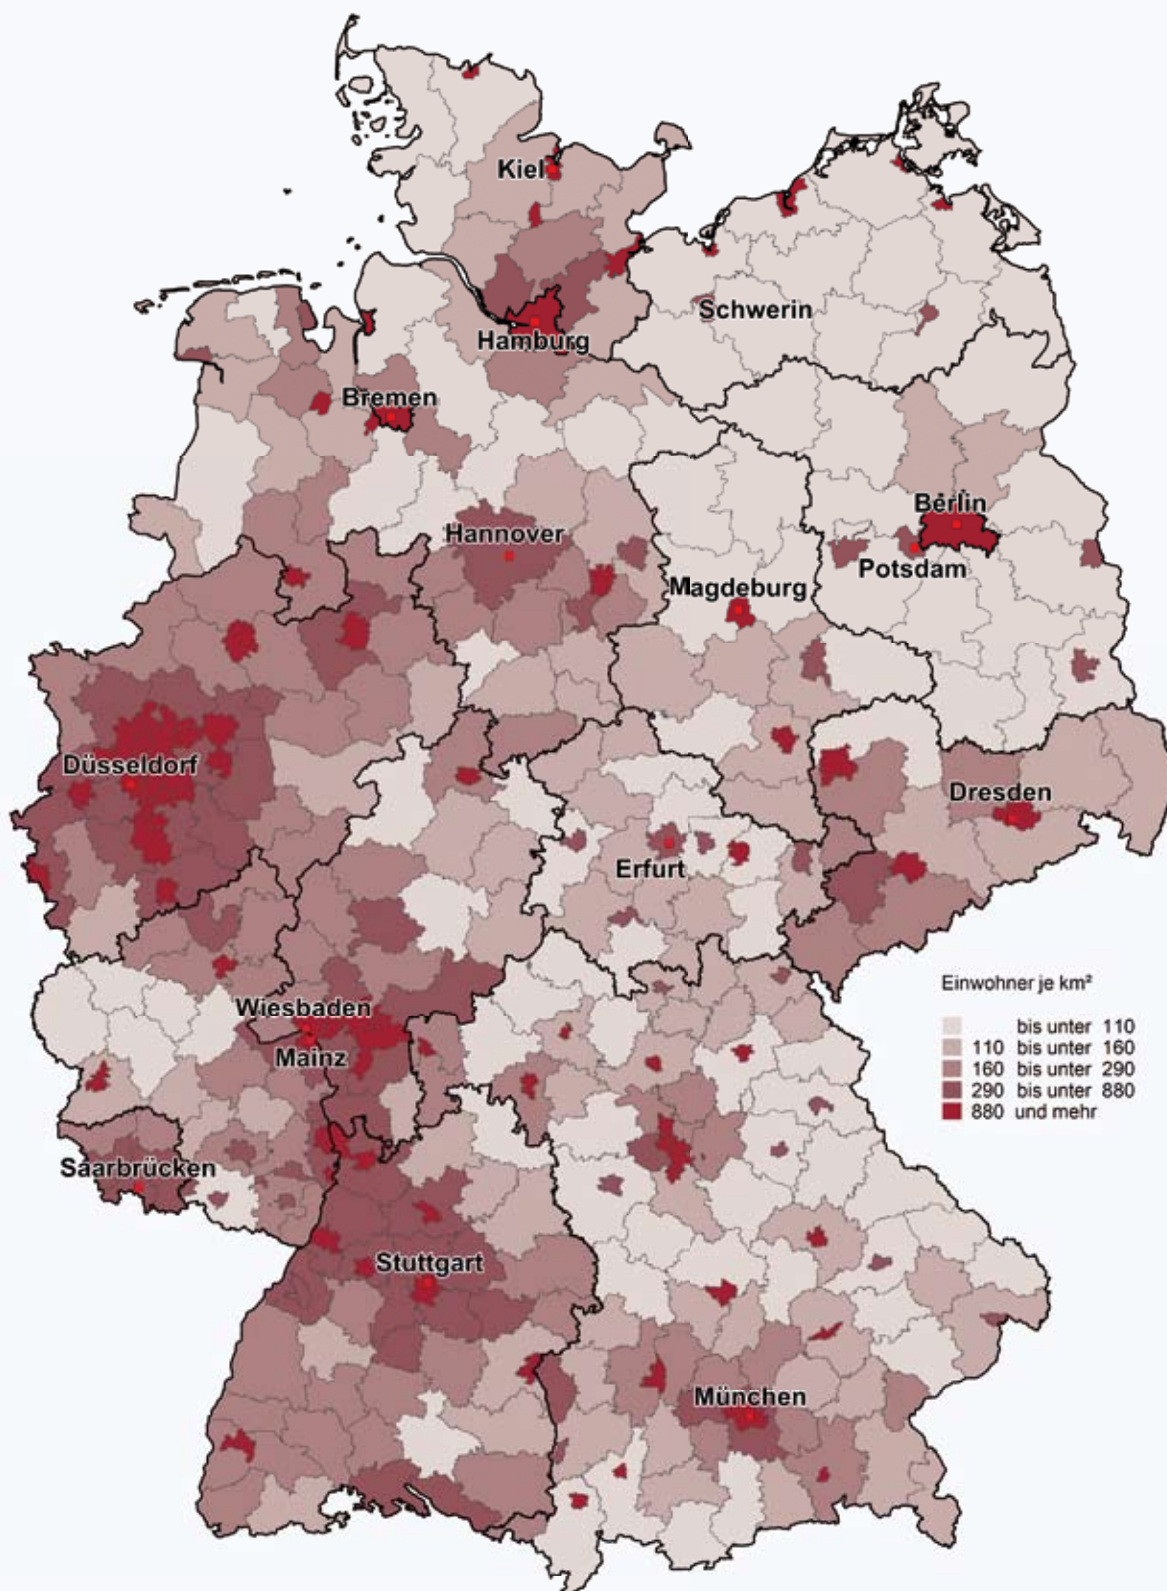 Kiel
Schwerin
Hamburg
Bremen
Berlin
Hannover
Potsdam
Magdeburg
Düsseldorf
Dresden
Erfurt
Einwohner je km²
bis unter 110
110 bis unter 160
160 bis unter 290
290 bis unter 880
880 und mehr
Wiesbaden
Mainz
Saarbrücken
Stuttgart
München